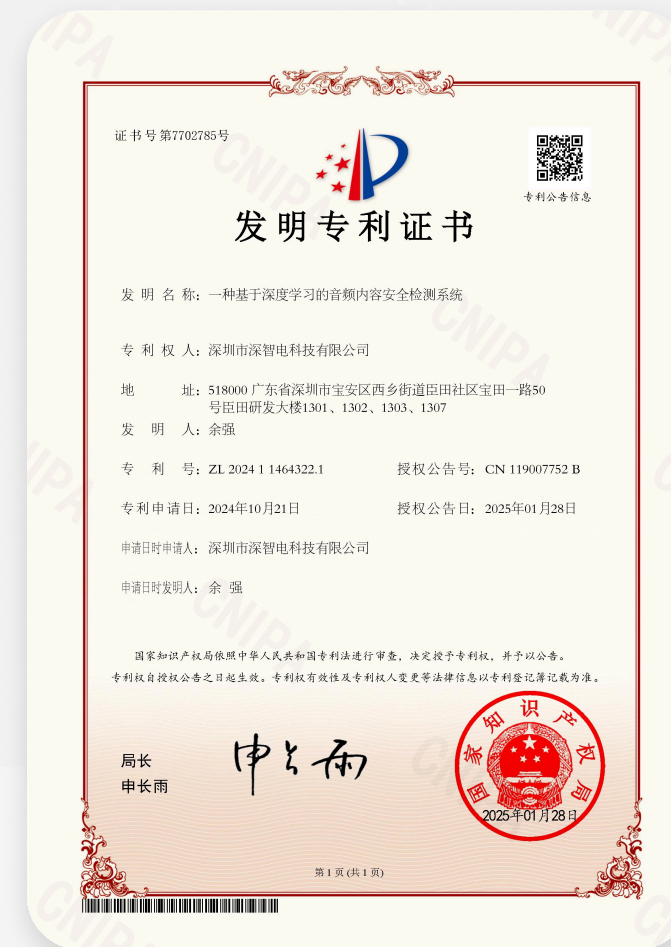 证书号第7702785号
专利公告信息
发明专利证书
发明名称：一种基于深度学习的音频内容安全检测系统
专利权人：深圳市深智电科技有限公司
地址：518000 广东省深圳市宝安区西乡街道臣田社区宝田一路50
号臣田研发大楼1301、1302、1303、1307
发明人：余强
专利号：ZL 2024 1 1464322.1 授权公告号：CN 119007752 B
专利申请日：2024年10月21日 授权公告日：2025年01月28日
申请日时申请人：深圳市深智电科技有限公司
申请日时发明人：余 强
国家知识产权局依照中华人民共和国专利法进行审查，决定授予专利权，并予以公告。
专利权自授权公告之日起生效。专利权有效性及专利权人变更等法律信息以专利登记簿记载为准。
局长
申长雨
申长雨
国家知识产权局
2025年01月28日
第 1 页 (共 1 页)
CNIPA
CNIPA
CNIPA
CNIPA
CNIPA
CNIPA
CNIPA